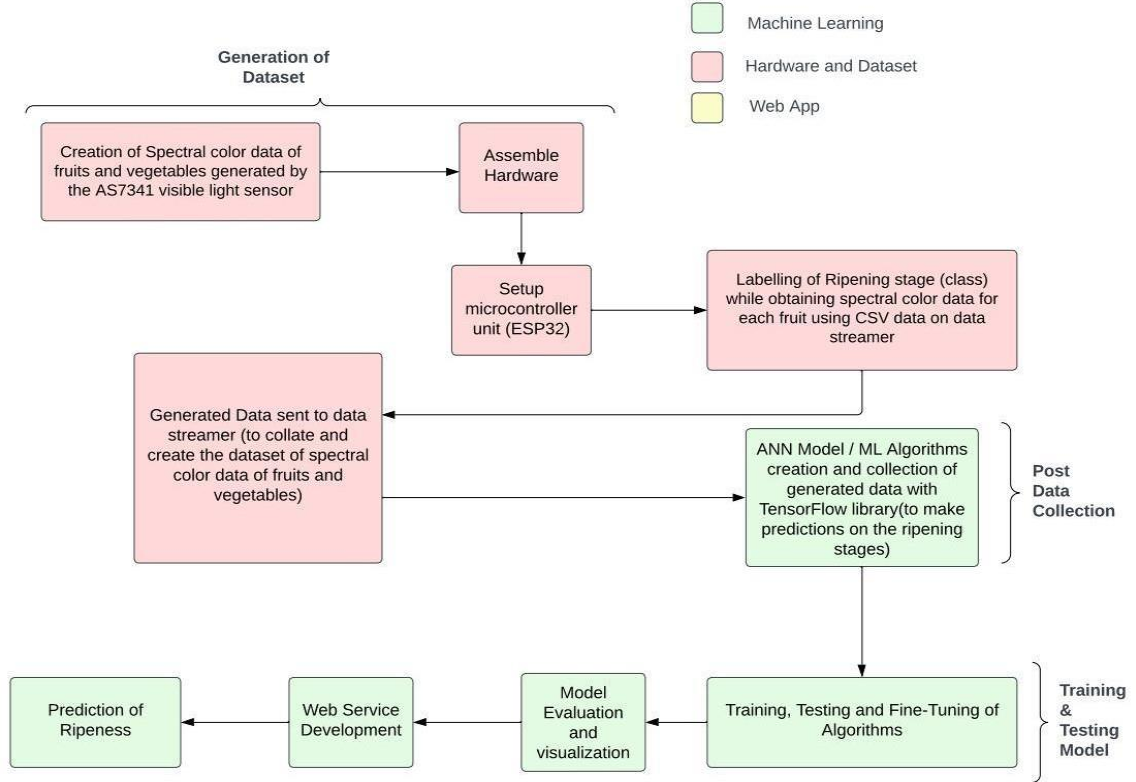 Machine Learning
Hardware and Dataset
Web App
Generation of
Dataset
Creation of Spectral color data of
fruits and vegetables generated by
the AS7341 visible light sensor
Assemble
Hardware
Setup
microcontroller
unit (ESP32)
Labelling of Ripening stage (class)
while obtaining spectral color data for
each fruit using CSV data on data
streamer
Generated Data sent to data
streamer (to collate and
create the dataset of spectral
color data of fruits and
vegetables)
ANN Model / ML Algorithms
creation and collection of
generated data with
TensorFlow library(to make
predictions on the ripening
stages)
Post
Data
Collection
Training, Testing and Fine-Tuning of
Algorithms
Training
&
Testing
Model
Model
Evaluation
and
visualization
Web Service
Development
Prediction of
Ripeness